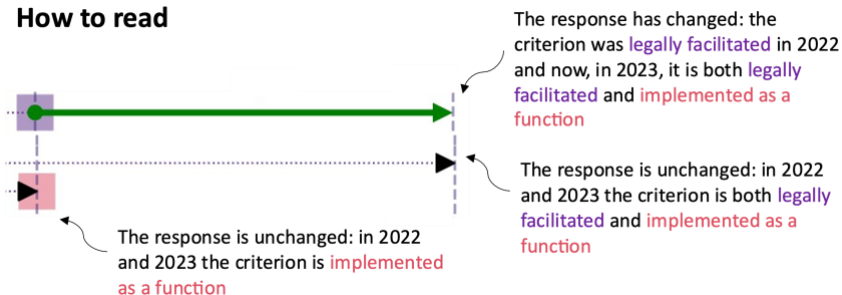 How to read
The response has changed: the
criterion was legally facilitated in 2022
and now, in 2023, it is both legally
facilitated and implemented as a
function
The response is unchanged: in 2022
and 2023 the criterion is both legally
facilitated and implemented as a
function
The response is unchanged: in 2022
and 2023 the criterion is implemented
as a function